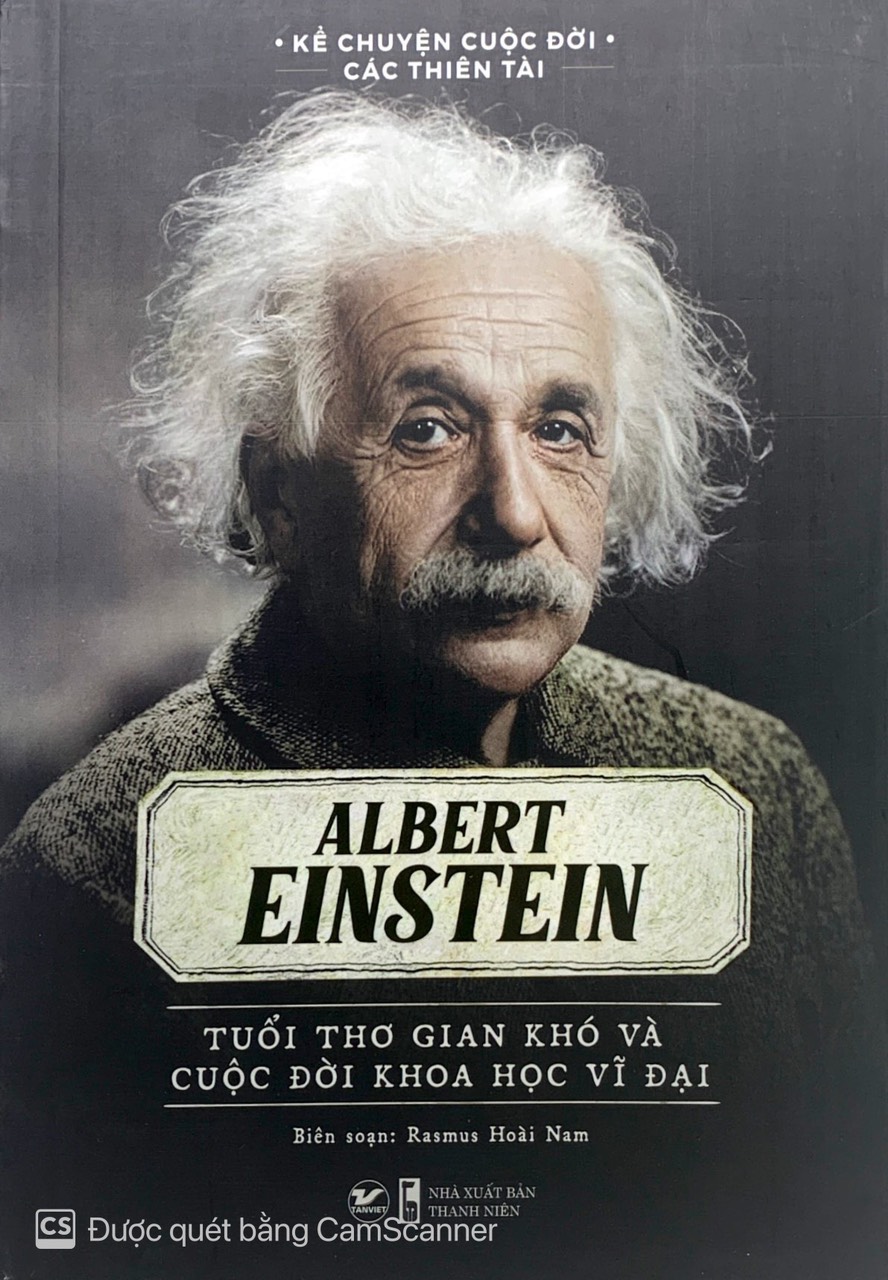 • KỂ CHUYỆN CUỘC ĐỜI •
CÁC THIÊN TÀI
ALBERT
EINSTEIN
TUỔI THƠ GIAN KHÓ VÀ
CUỘC ĐỜI KHOA HỌC VĨ ĐẠI
Biên soạn: Rasmus Hoài Nam
TANVIET
NHÀ XUẤT BẢN
THANH NIÊN
CS Được quét bằng CamScanner